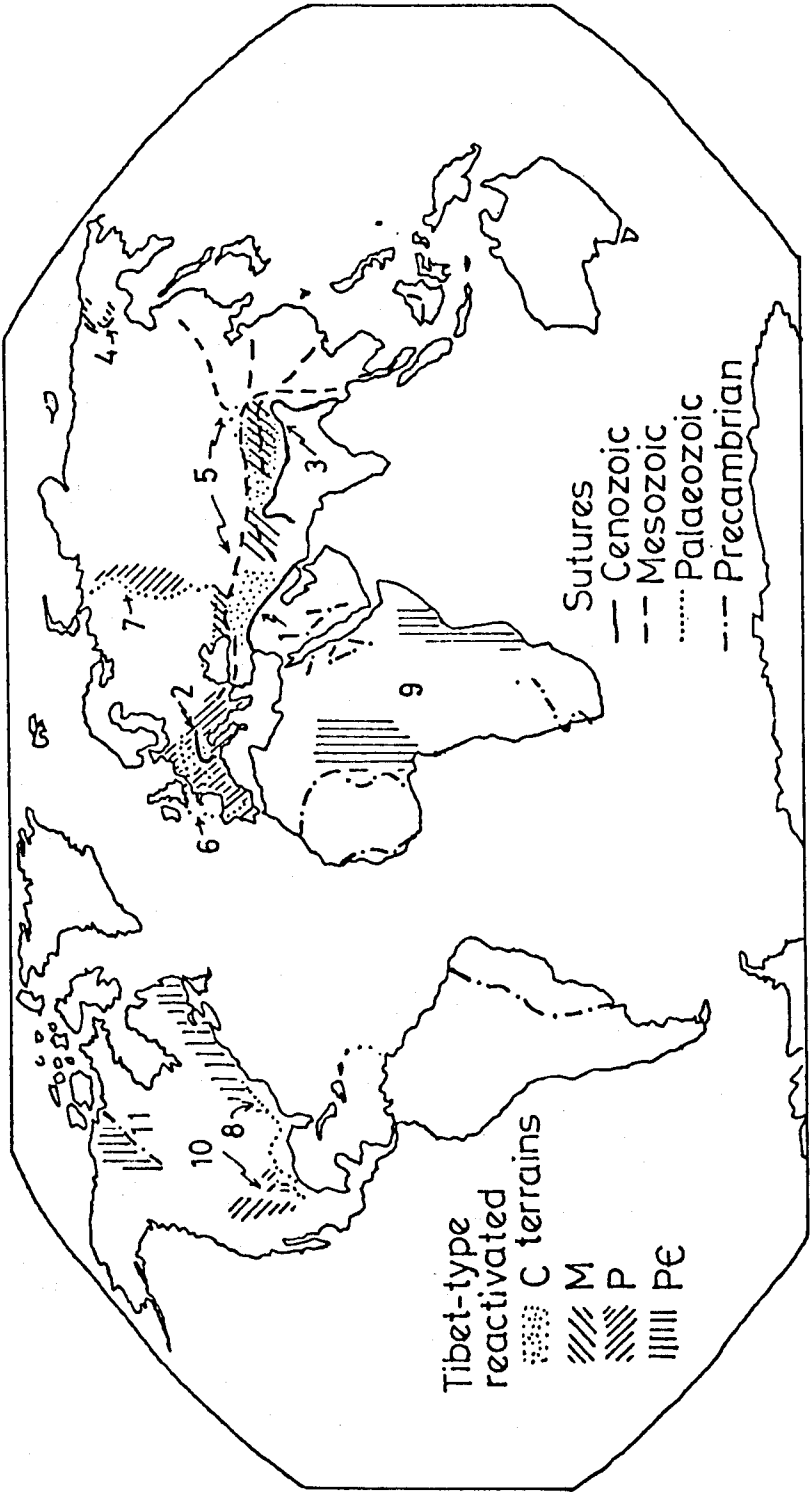 4
5
7
2
6
3
1
9
11
10
8
Tibet-type
reactivated
C terrains
M
P
PЄ
Sutures
Cenozoic
Mesozoic
Palaeozoic
Precambrian